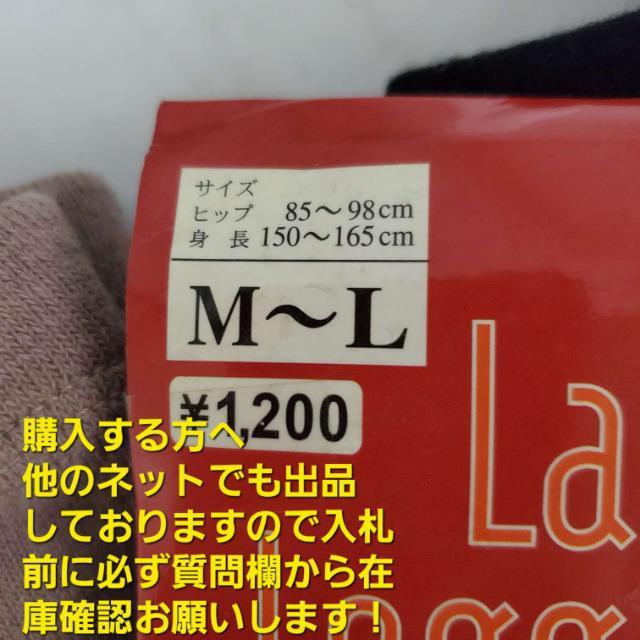 サイズ
ヒップ 85～98cm
身長 150～165cm
M～L
¥1,200
La
購入する方へ
他のネットでも出品
しておりますので入札
前に必ず質問欄から在
庫確認お願いします！